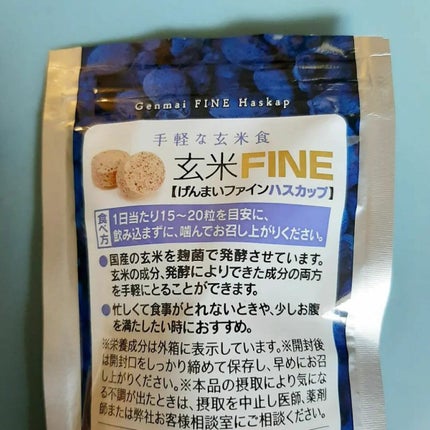 Genmai FINE Haskap
手軽な玄米食
玄米FINE
【げんまいファインハスカップ】
食べ方
1日当たり15~20粒を目安に、
飲み込まずに、噛んでお召し上がりください。
●国産の玄米を麹菌で発酵させています。
玄米の成分、発酵によりできた成分の両方
を手軽にとることができます。
●忙しくて食事がとれないときや、少しお腹
を満たしたい時におすすめ。
※栄養成分は外箱に表示しています。※開封後
は開封口をしっかり締めて保存し、早めにお召
し上がりください。※本品の摂取により気にな
る不調が出たときは、摂取を中止し医師、薬剤
師または弊社お客様相談室にご相談ください。